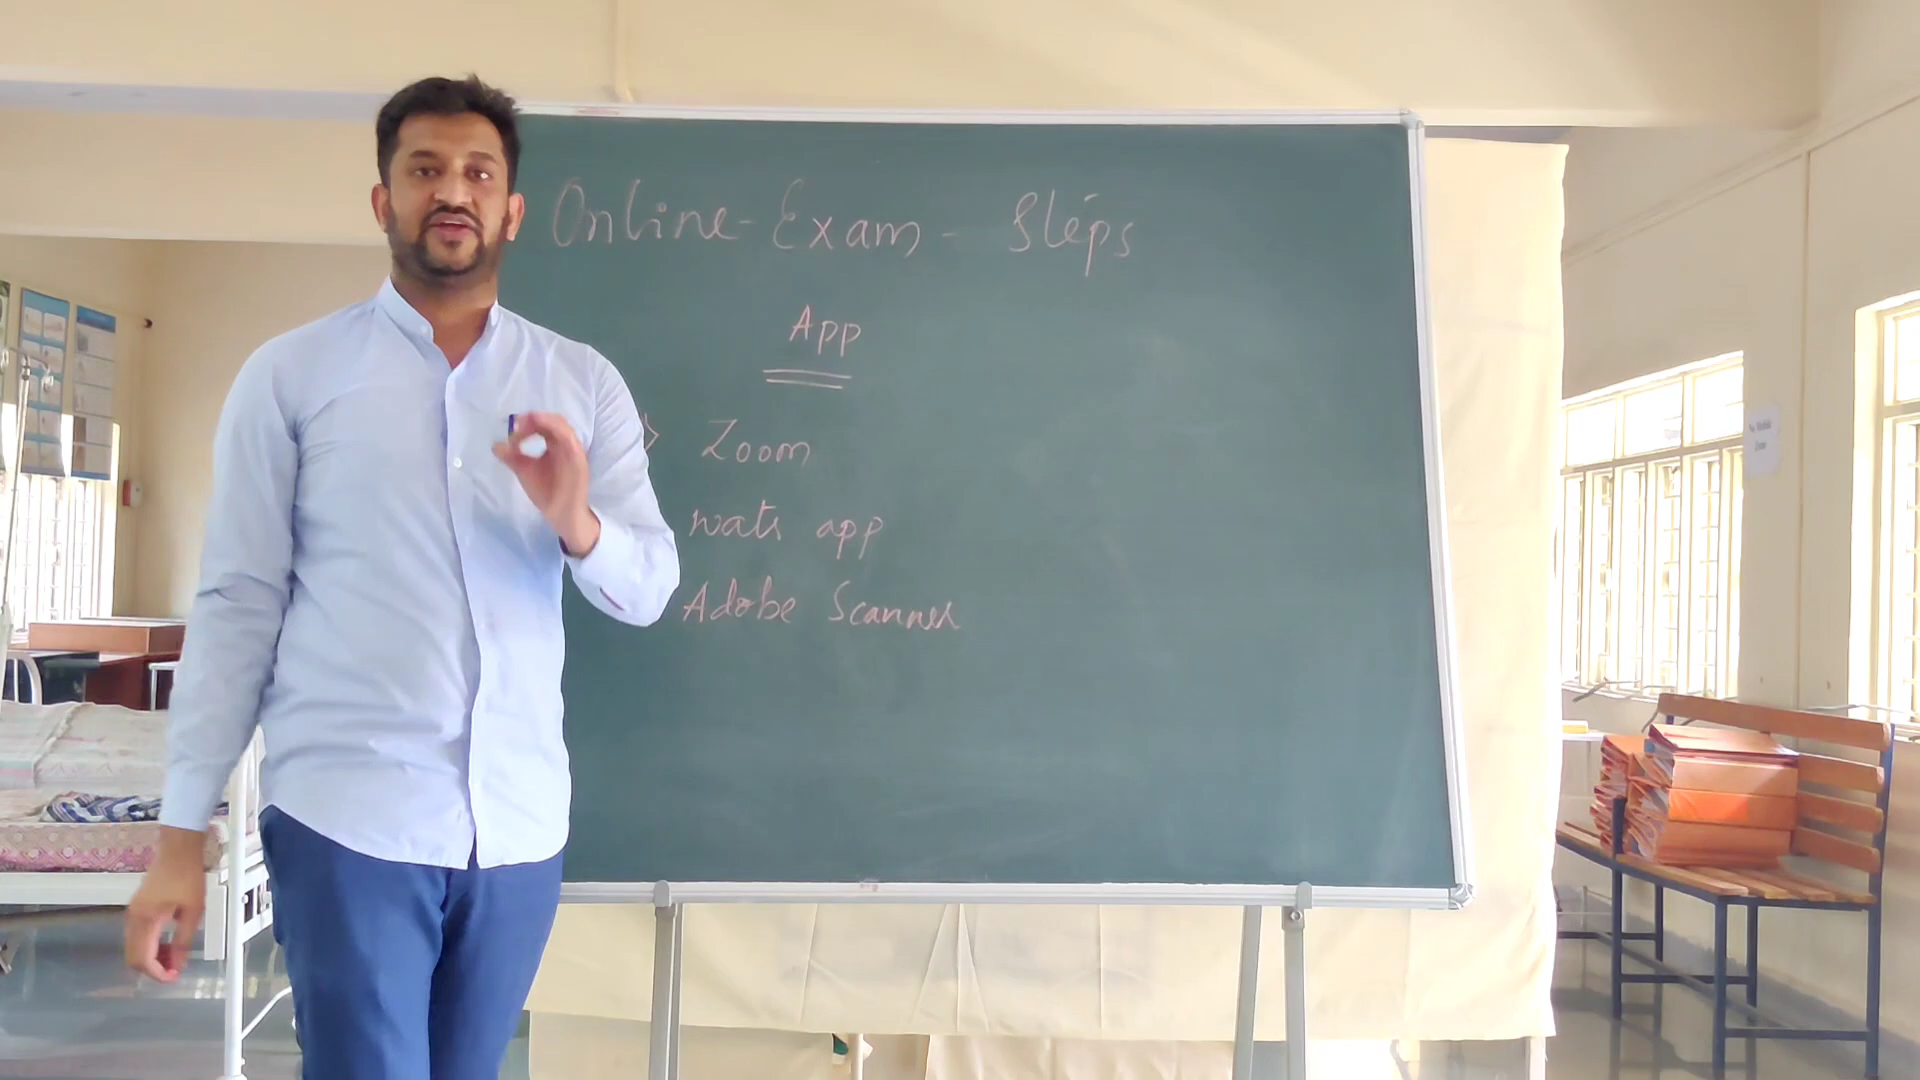 Online-Exam - Steps
App
Zoom
wats app
Adobe Scanner